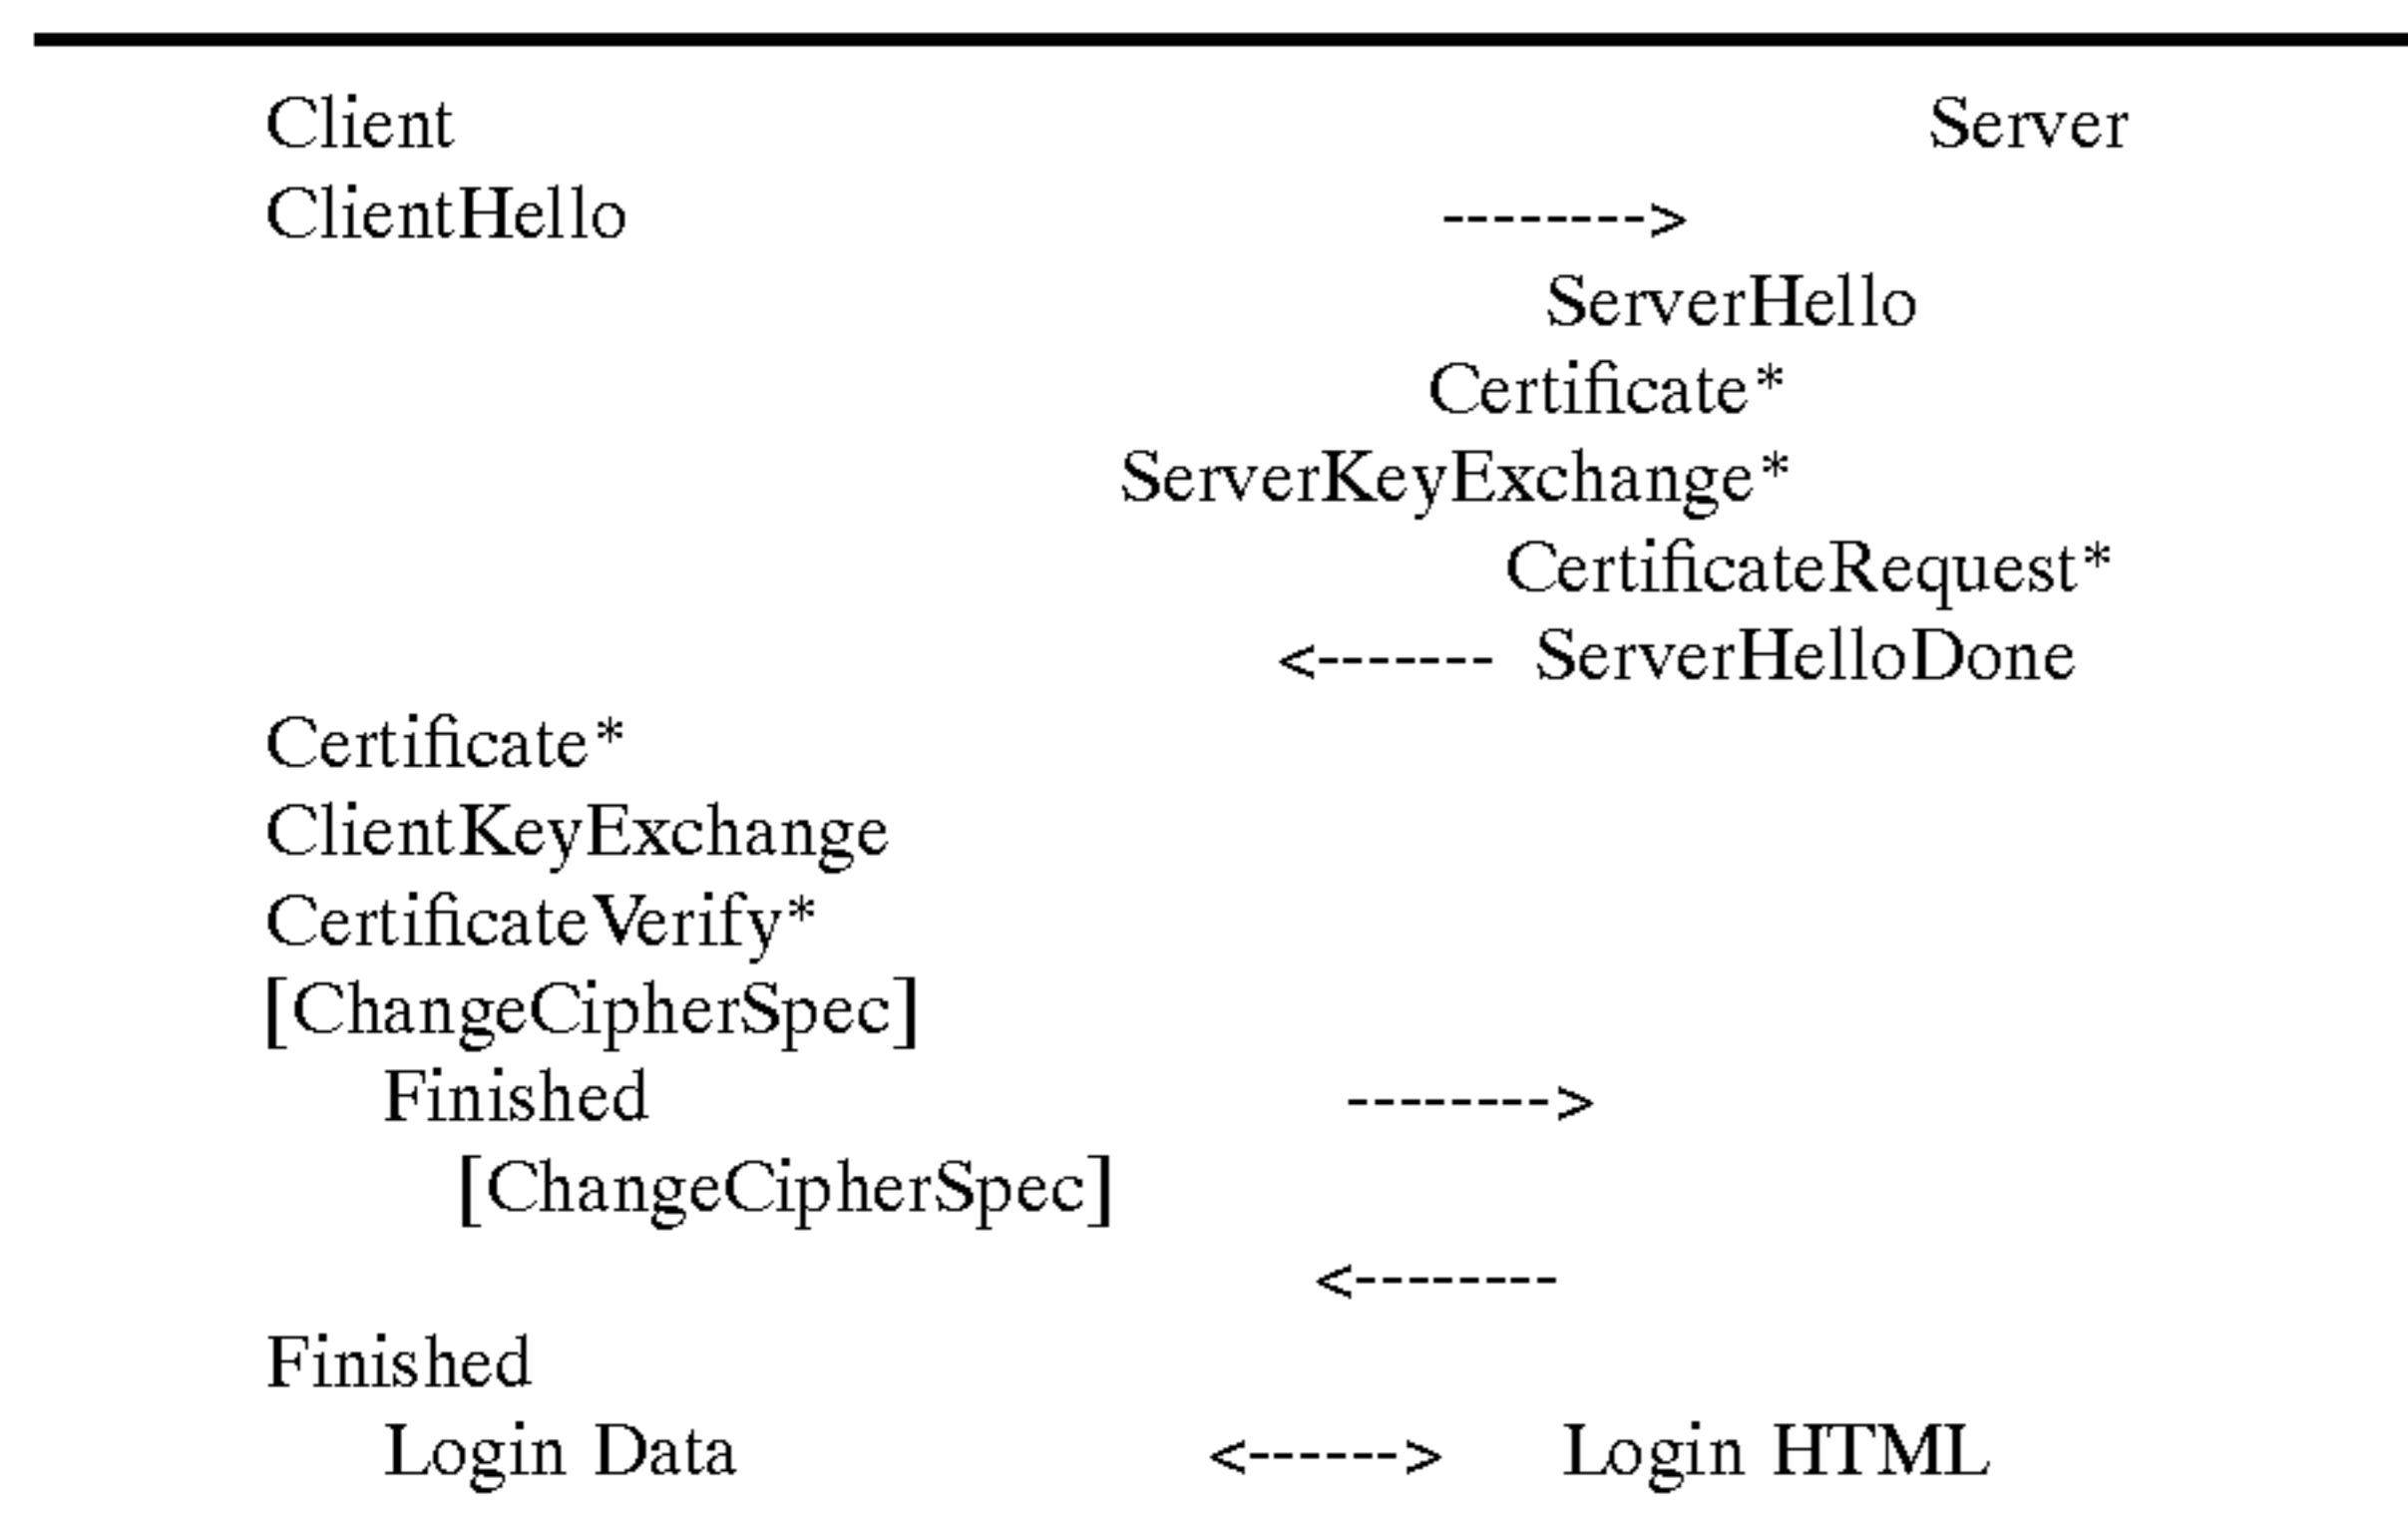 Client Server
ClientHello -------->
ServerHello
Certificate*
ServerKeyExchange*
CertificateRequest*
<------- ServerHelloDone
Certificate*
ClientKeyExchange
CertificateVerify*
[ChangeCipherSpec]
Finished -------->
[ChangeCipherSpec]
<--------
Finished
Login Data <------> Login HTML